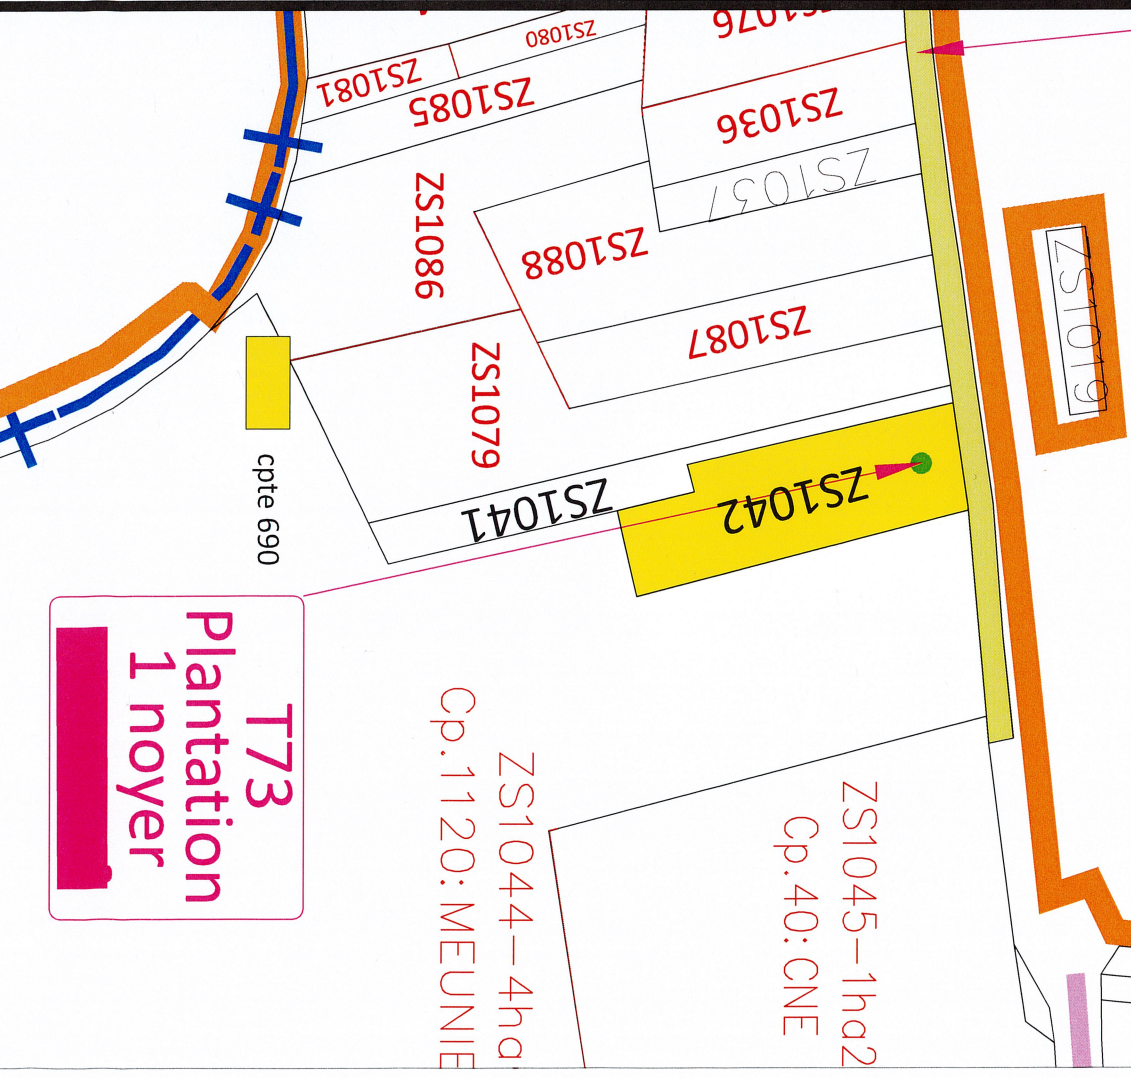 ZS1076
ZS1080
ZS1081
ZS1085
ZS1036
ZS1037
ZS1086
ZS1088
ZS1019
ZS1087
ZS1079
cpte 690
ZS1041
ZS1042
T73
Plantation
1 noyer
ZS1044-4ha
Cp.1120:MEUNIE
ZS1045-1ha2
Cp.40:CNE